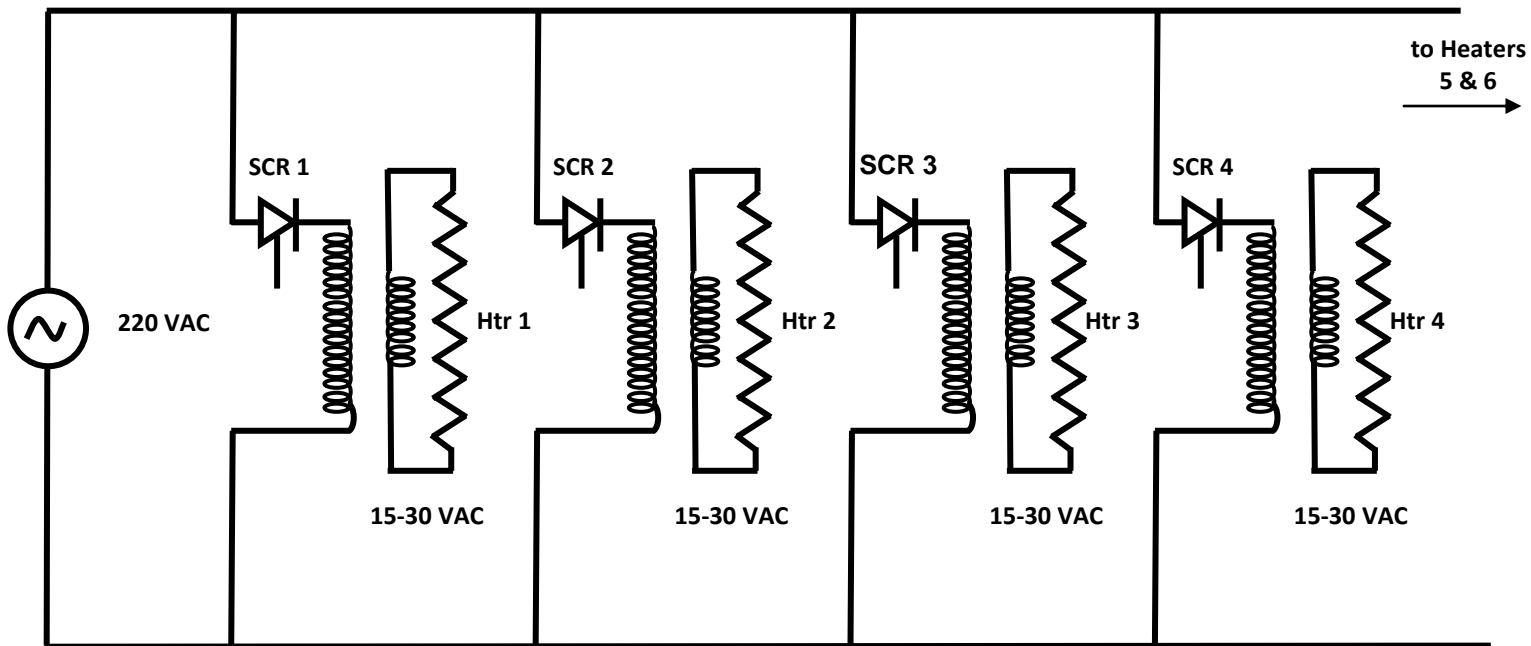 to Heaters
5 & 6
SCR 1
SCR 2
SCR 3
SCR 4
220 VAC
Htr 1
Htr 2
Htr 3
Htr 4
15-30 VAC
15-30 VAC
15-30 VAC
15-30 VAC